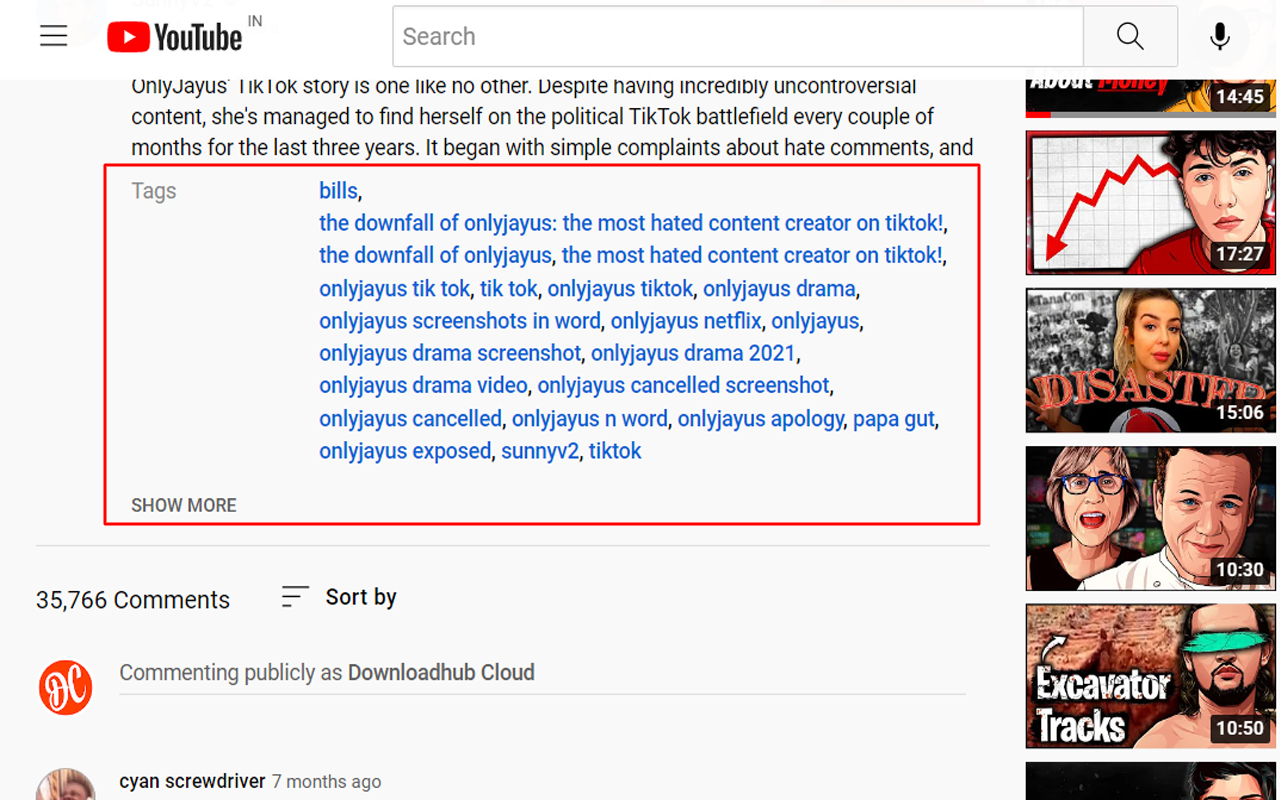 YouTube IN
Search
OnlyJayus' TikTok story is one like no other. Despite having incredibly uncontroversial
content, she's managed to find herself on the political TikTok battlefield every couple of
months for the last three years. It began with simple complaints about hate comments, and
Tags
bills,
the downfall of onlyjayus: the most hated content creator on tiktok!,
the downfall of onlyjayus, the most hated content creator on tiktok!,
onlyjayus tik tok, tik tok, onlyjayus tiktok, onlyjayus drama,
onlyjayus screenshots in word, onlyjayus netflix, onlyjayus,
onlyjayus drama screenshot, onlyjayus drama 2021,
onlyjayus drama video, onlyjayus cancelled screenshot,
onlyjayus cancelled, onlyjayus n word, onlyjayus apology, papa gut,
onlyjayus exposed, sunnyv2, tiktok
SHOW MORE
35,766 Comments
Sort by
DC
Commenting publicly as Downloadhub Cloud
cyan screwdriver 7 months ago
About Money
14:45
17:27
TanaCon
DISASTER
15:06
10:30
Excavator
Tracks
10:50